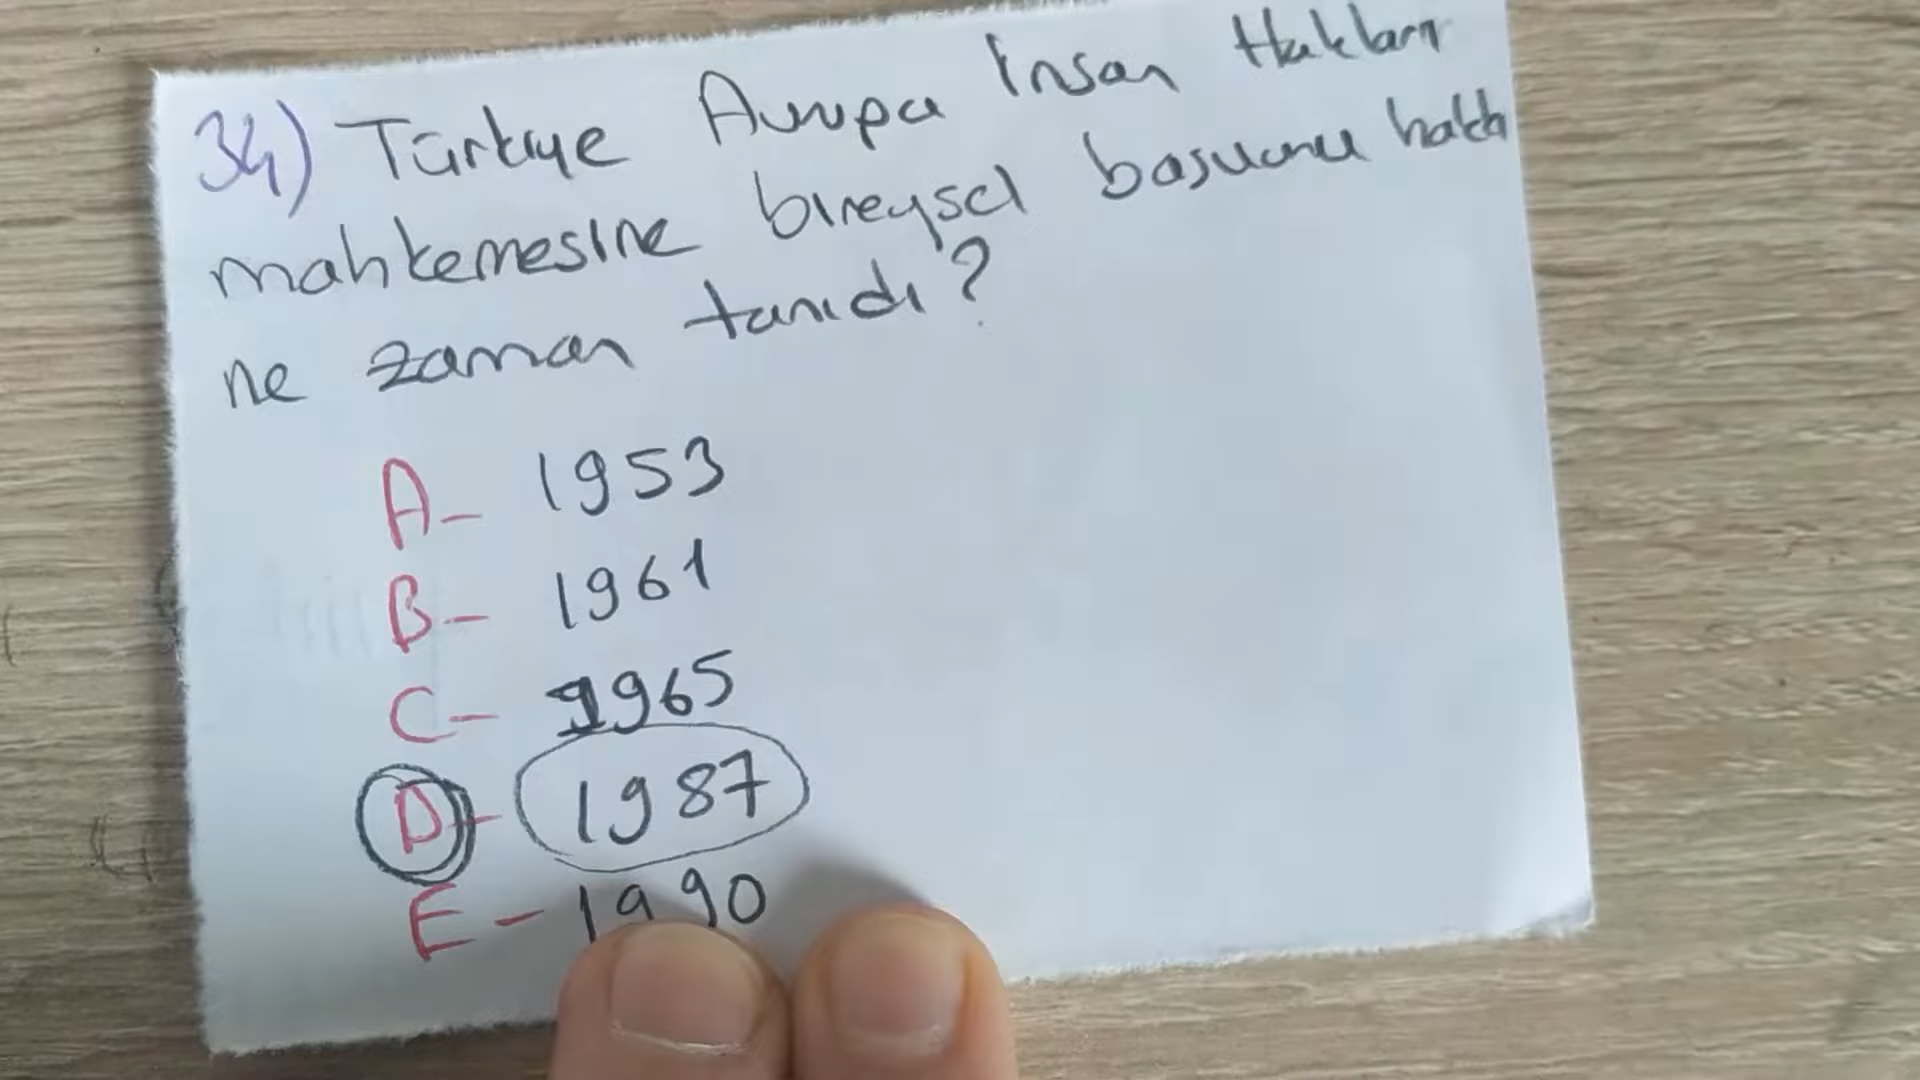 34) Türkiye Avrupa İnsan Hakları
mahkemesine bireysel başvuru hakkı
ne zaman tanıdı?
A- 1953
B- 1961
C- 1965
D- 1987
E- 1990